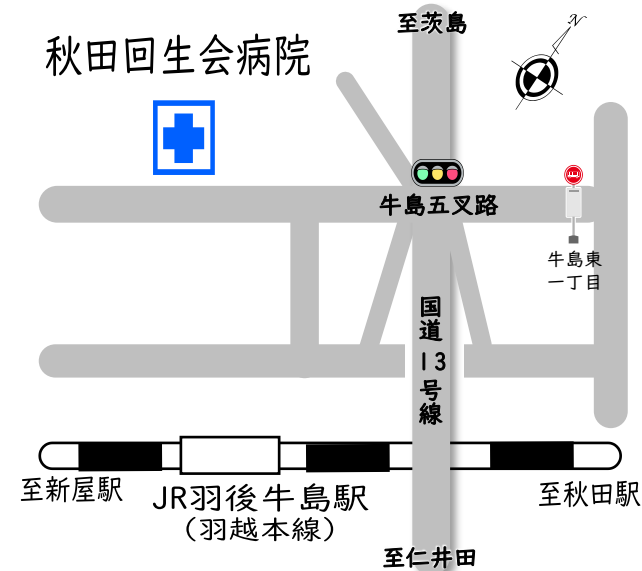 至茨島
N
秋田回生会病院
牛島五叉路
牛島東
一丁目
国道13号線
至新屋駅
JR羽後牛島駅
(羽越本線)
至秋田駅
至仁井田